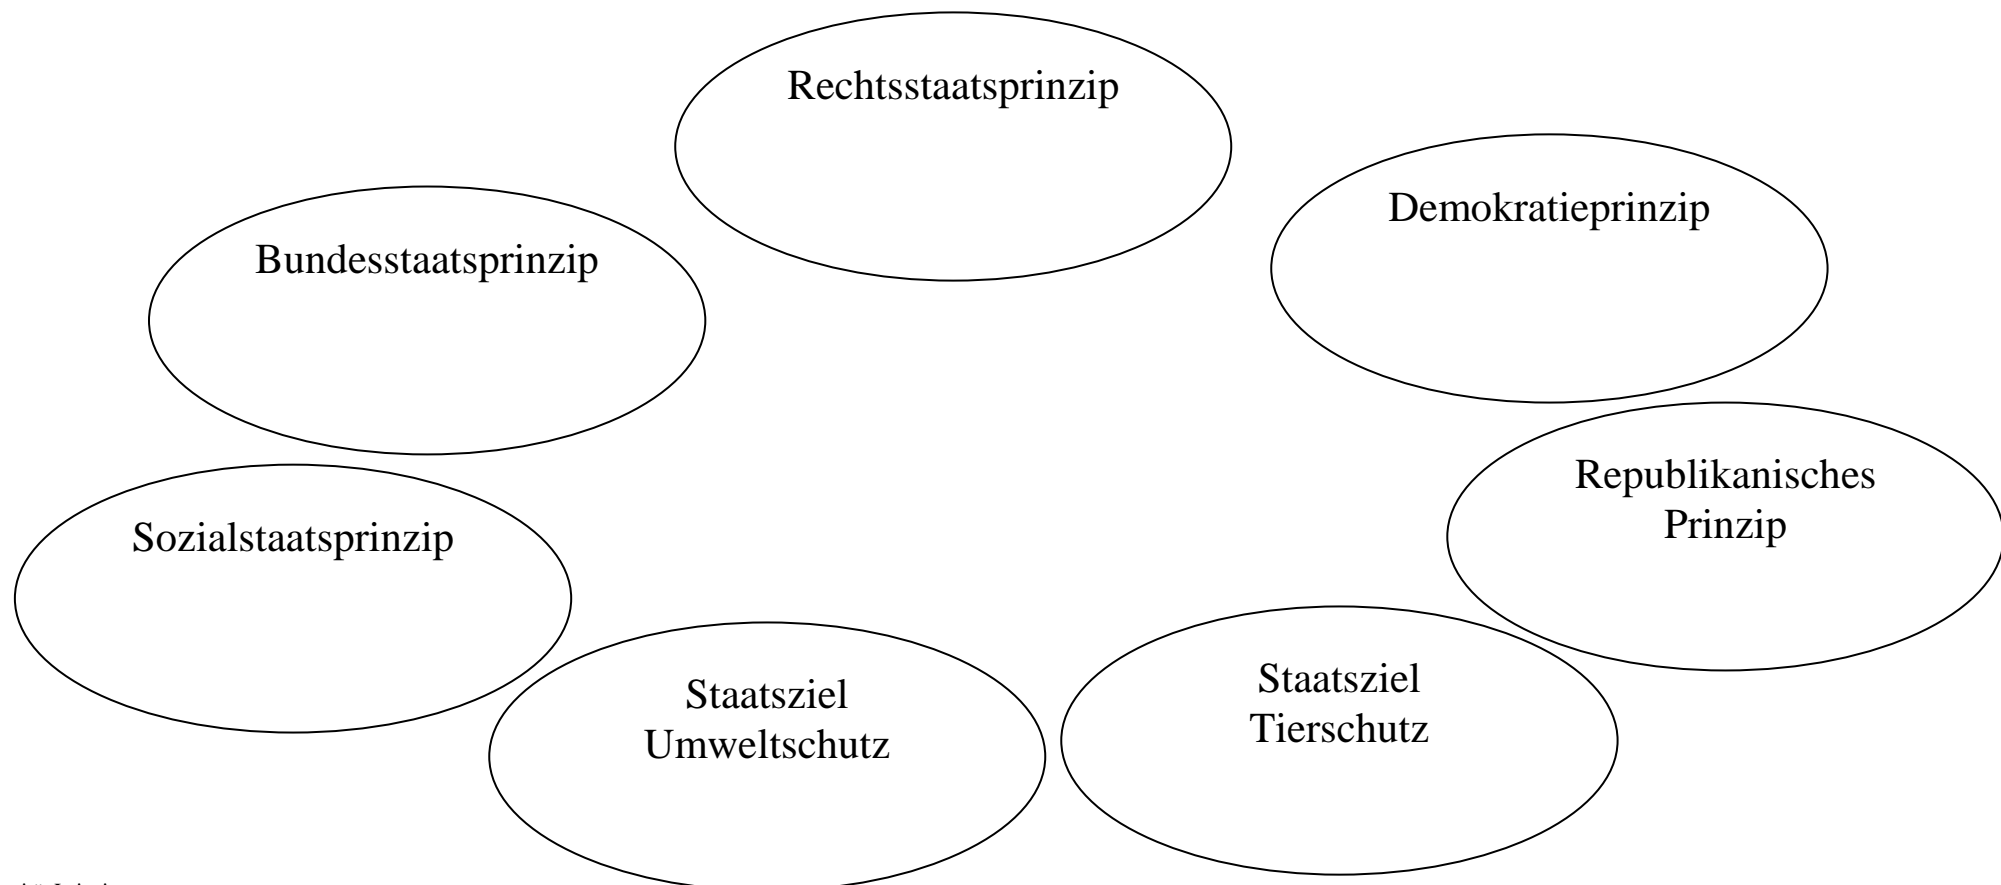 Rechtsstaatsprinzip
Demokratieprinzip
Bundesstaatsprinzip
Republikanisches
Prinzip
Sozialstaatsprinzip
Staatsziel
Umweltschutz
Staatsziel
Tierschutz